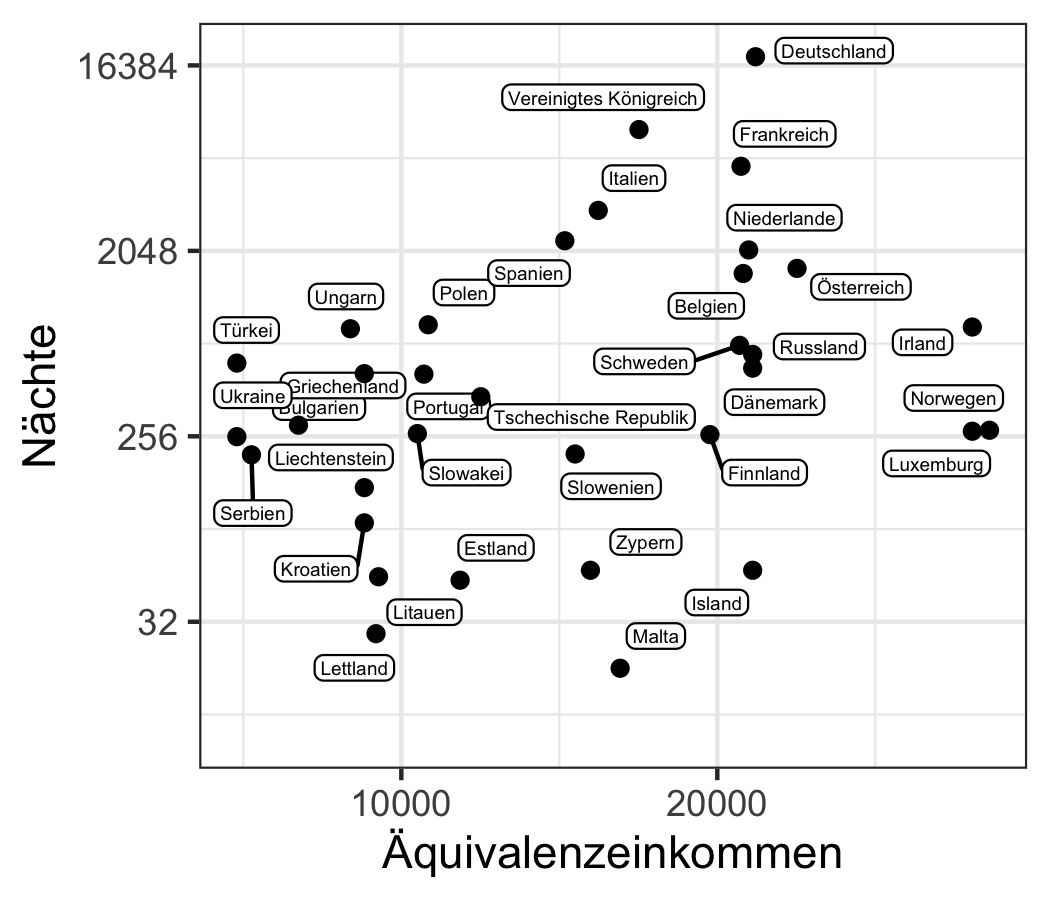 16384
Deutschland
Vereinigtes Königreich
Frankreich
Italien
Niederlande
2048
Spanien
Österreich
Polen
Ungarn
Belgien
Türkei
Irland
Russland
Schweden
Griechenland
Ukraine
Norwegen
Dänemark
Bulgarien
Portugal
Tschechische Republik
256
Liechtenstein
Luxemburg
Slowakei
Finnland
Slowenien
Serbien
Zypern
Estland
Kroatien
Island
Litauen
32
Malta
Lettland
Nächte
10000
20000
Äquivalenzeinkommen